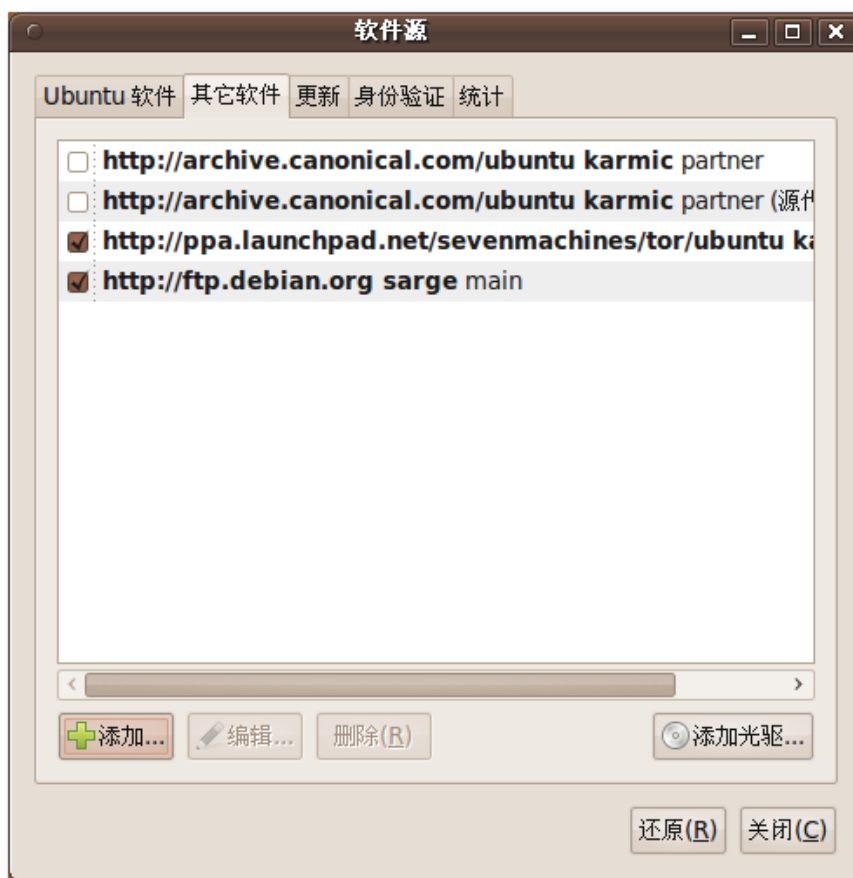 软件源
Ubuntu 软件 其它软件 更新 身份验证 统计
http://archive.canonical.com/ubuntu karmic partner
http://archive.canonical.com/ubuntu karmic partner (源
http://ppa.launchpad.net/sevenmachines/tor/ubuntu
http://ftp.debian.org sarge main
添加... 编辑... 删除(R) 添加光驱...
还原(R) 关闭(C)